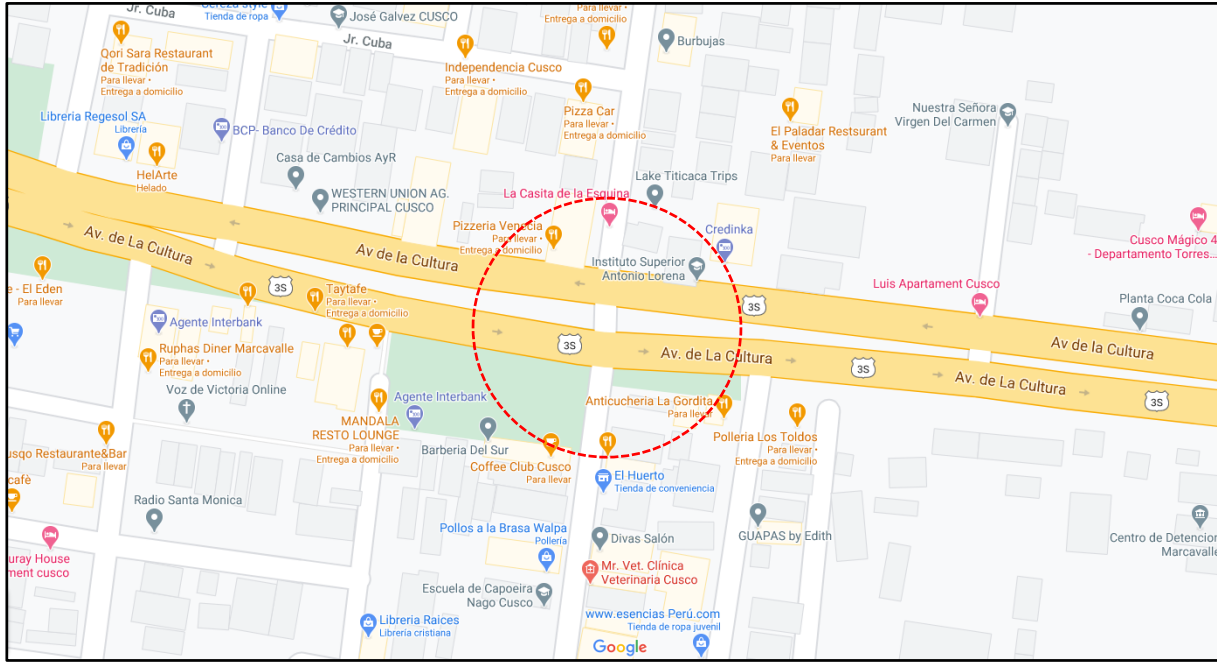 Cereza Style
Tienda de ropa
José Galvez CUSCO
Jr. Cuba
Jr. Cuba
Para llevar •
Entrega a domicilio
Burbujas
Qori Sara Restaurant
de Tradición
Para llevar •
Entrega a domicilio
Independencia Cusco
Para llevar •
Entrega a domicilio
Pizza Car
Para llevar •
Entrega a domicilio
El Paladar Restsurant
& Eventos
Para llevar
Nuestra Señora
Virgen Del Carmen
Libreria Regesol SA
Librería
BCP- Banco De Crédito
HelArte
Helado
Casa de Cambios AyR
WESTERN UNION AG.
PRINCIPAL CUSCO
La Casita de la Esquina
Lake Titicaca Trips
Pizzeria Venecia
Para llevar •
Entrega a domicilio
Credinka
Instituto Superior
Antonio Lorena
Cusco Mágico 4
- Departamento Torres...
Av. de La Cultura
Av de la Cultura
Luis Apartament Cusco
Planta Coca Cola
e - El Eden
Para llevar
3S
Taytafe
Para llevar •
Entrega a domicilio
3S
Agente Interbank
3S
Av. de La Cultura
Av de la Cultura
3S
Av. de La Cultura
3S
Ruphas Diner Marcavalle
Para llevar •
Entrega a domicilio
Voz de Victoria Online
Agente Interbank
MANDALA
RESTO LOUNGE
Para llevar •
Entrega a domicilio
Barberia Del Sur
Anticucheria La Gordita
Para llevar
Polleria Los Toldos
Para llevar •
Entrega a domicilio
usqo Restaurante&Bar
Para llevar
cafè
Coffee Club Cusco
Para llevar
El Huerto
Tienda de conveniencia
Radio Santa Monica
Pollos a la Brasa Walpa
Pollería
Divas Salón
GUAPAS by Edith
Centro de Detencion
Marcavalle
uray House
ment cusco
Mr. Vet. Clínica
Veterinaria Cusco
Escuela de Capoeira
Nago Cusco
Libreria Raices
Librería cristiana
www.esencias Perú.com
Tienda de ropa juvenil
Google